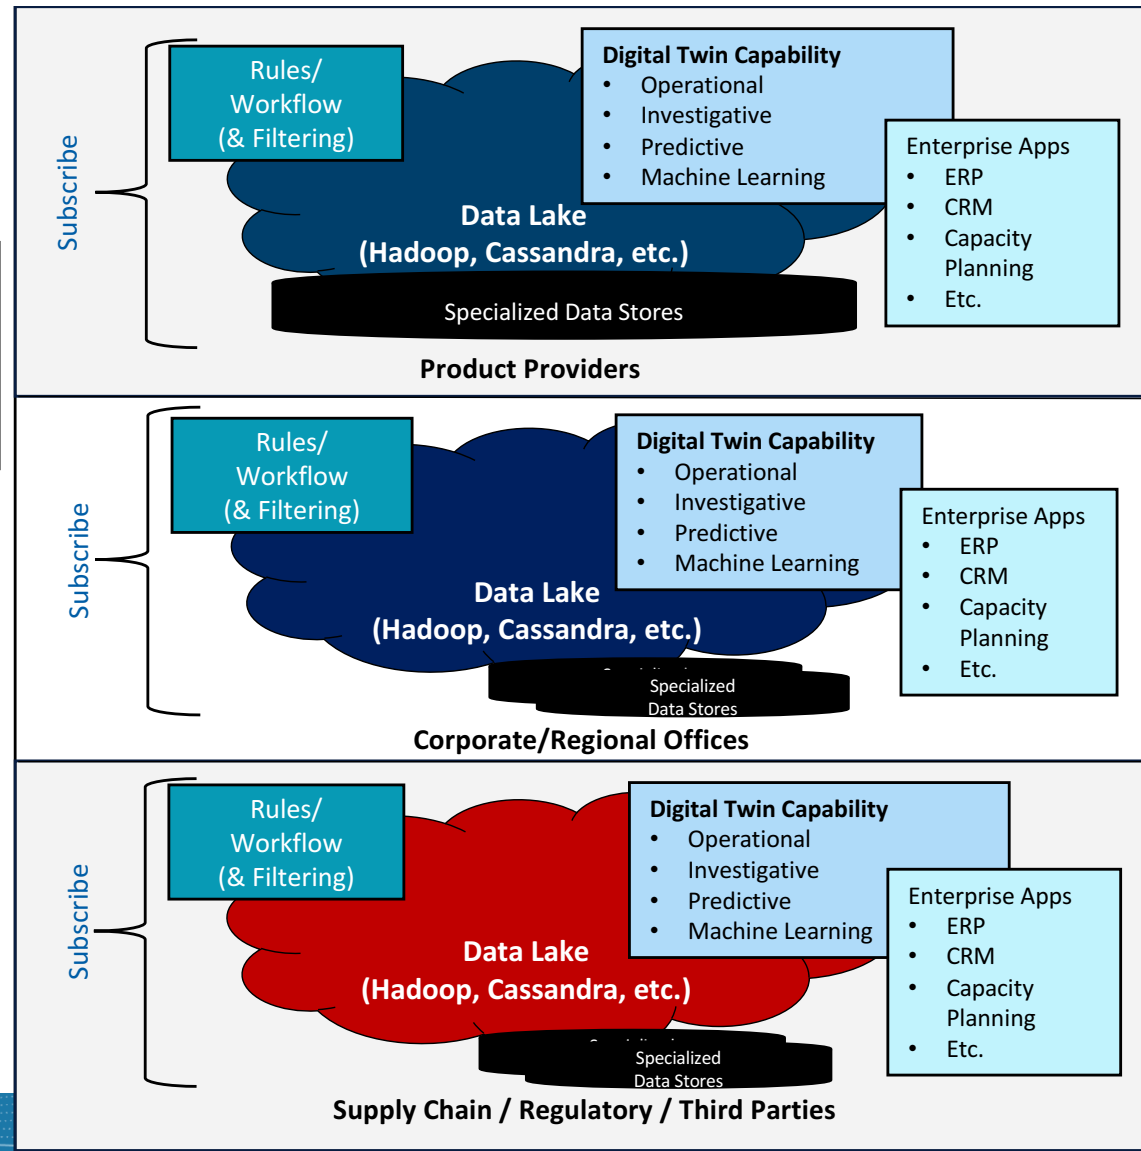 Subscribe
Rules/
Workflow
(& Filtering)
Digital Twin Capability
• Operational
• Investigative
• Predictive
• Machine Learning
Enterprise Apps
• ERP
• CRM
• Capacity
Planning
• Etc.
Data Lake
(Hadoop, Cassandra, etc.)
Specialized Data Stores
Product Providers
Subscribe
Rules/
Workflow
(& Filtering)
Digital Twin Capability
• Operational
• Investigative
• Predictive
• Machine Learning
Enterprise Apps
• ERP
• CRM
• Capacity
Planning
• Etc.
Data Lake
(Hadoop, Cassandra, etc.)
Specialized
Data Stores
Corporate/Regional Offices
Subscribe
Rules/
Workflow
(& Filtering)
Digital Twin Capability
• Operational
• Investigative
• Predictive
• Machine Learning
Enterprise Apps
• ERP
• CRM
• Capacity
Planning
• Etc.
Data Lake
(Hadoop, Cassandra, etc.)
Specialized
Data Stores
Supply Chain / Regulatory / Third Parties